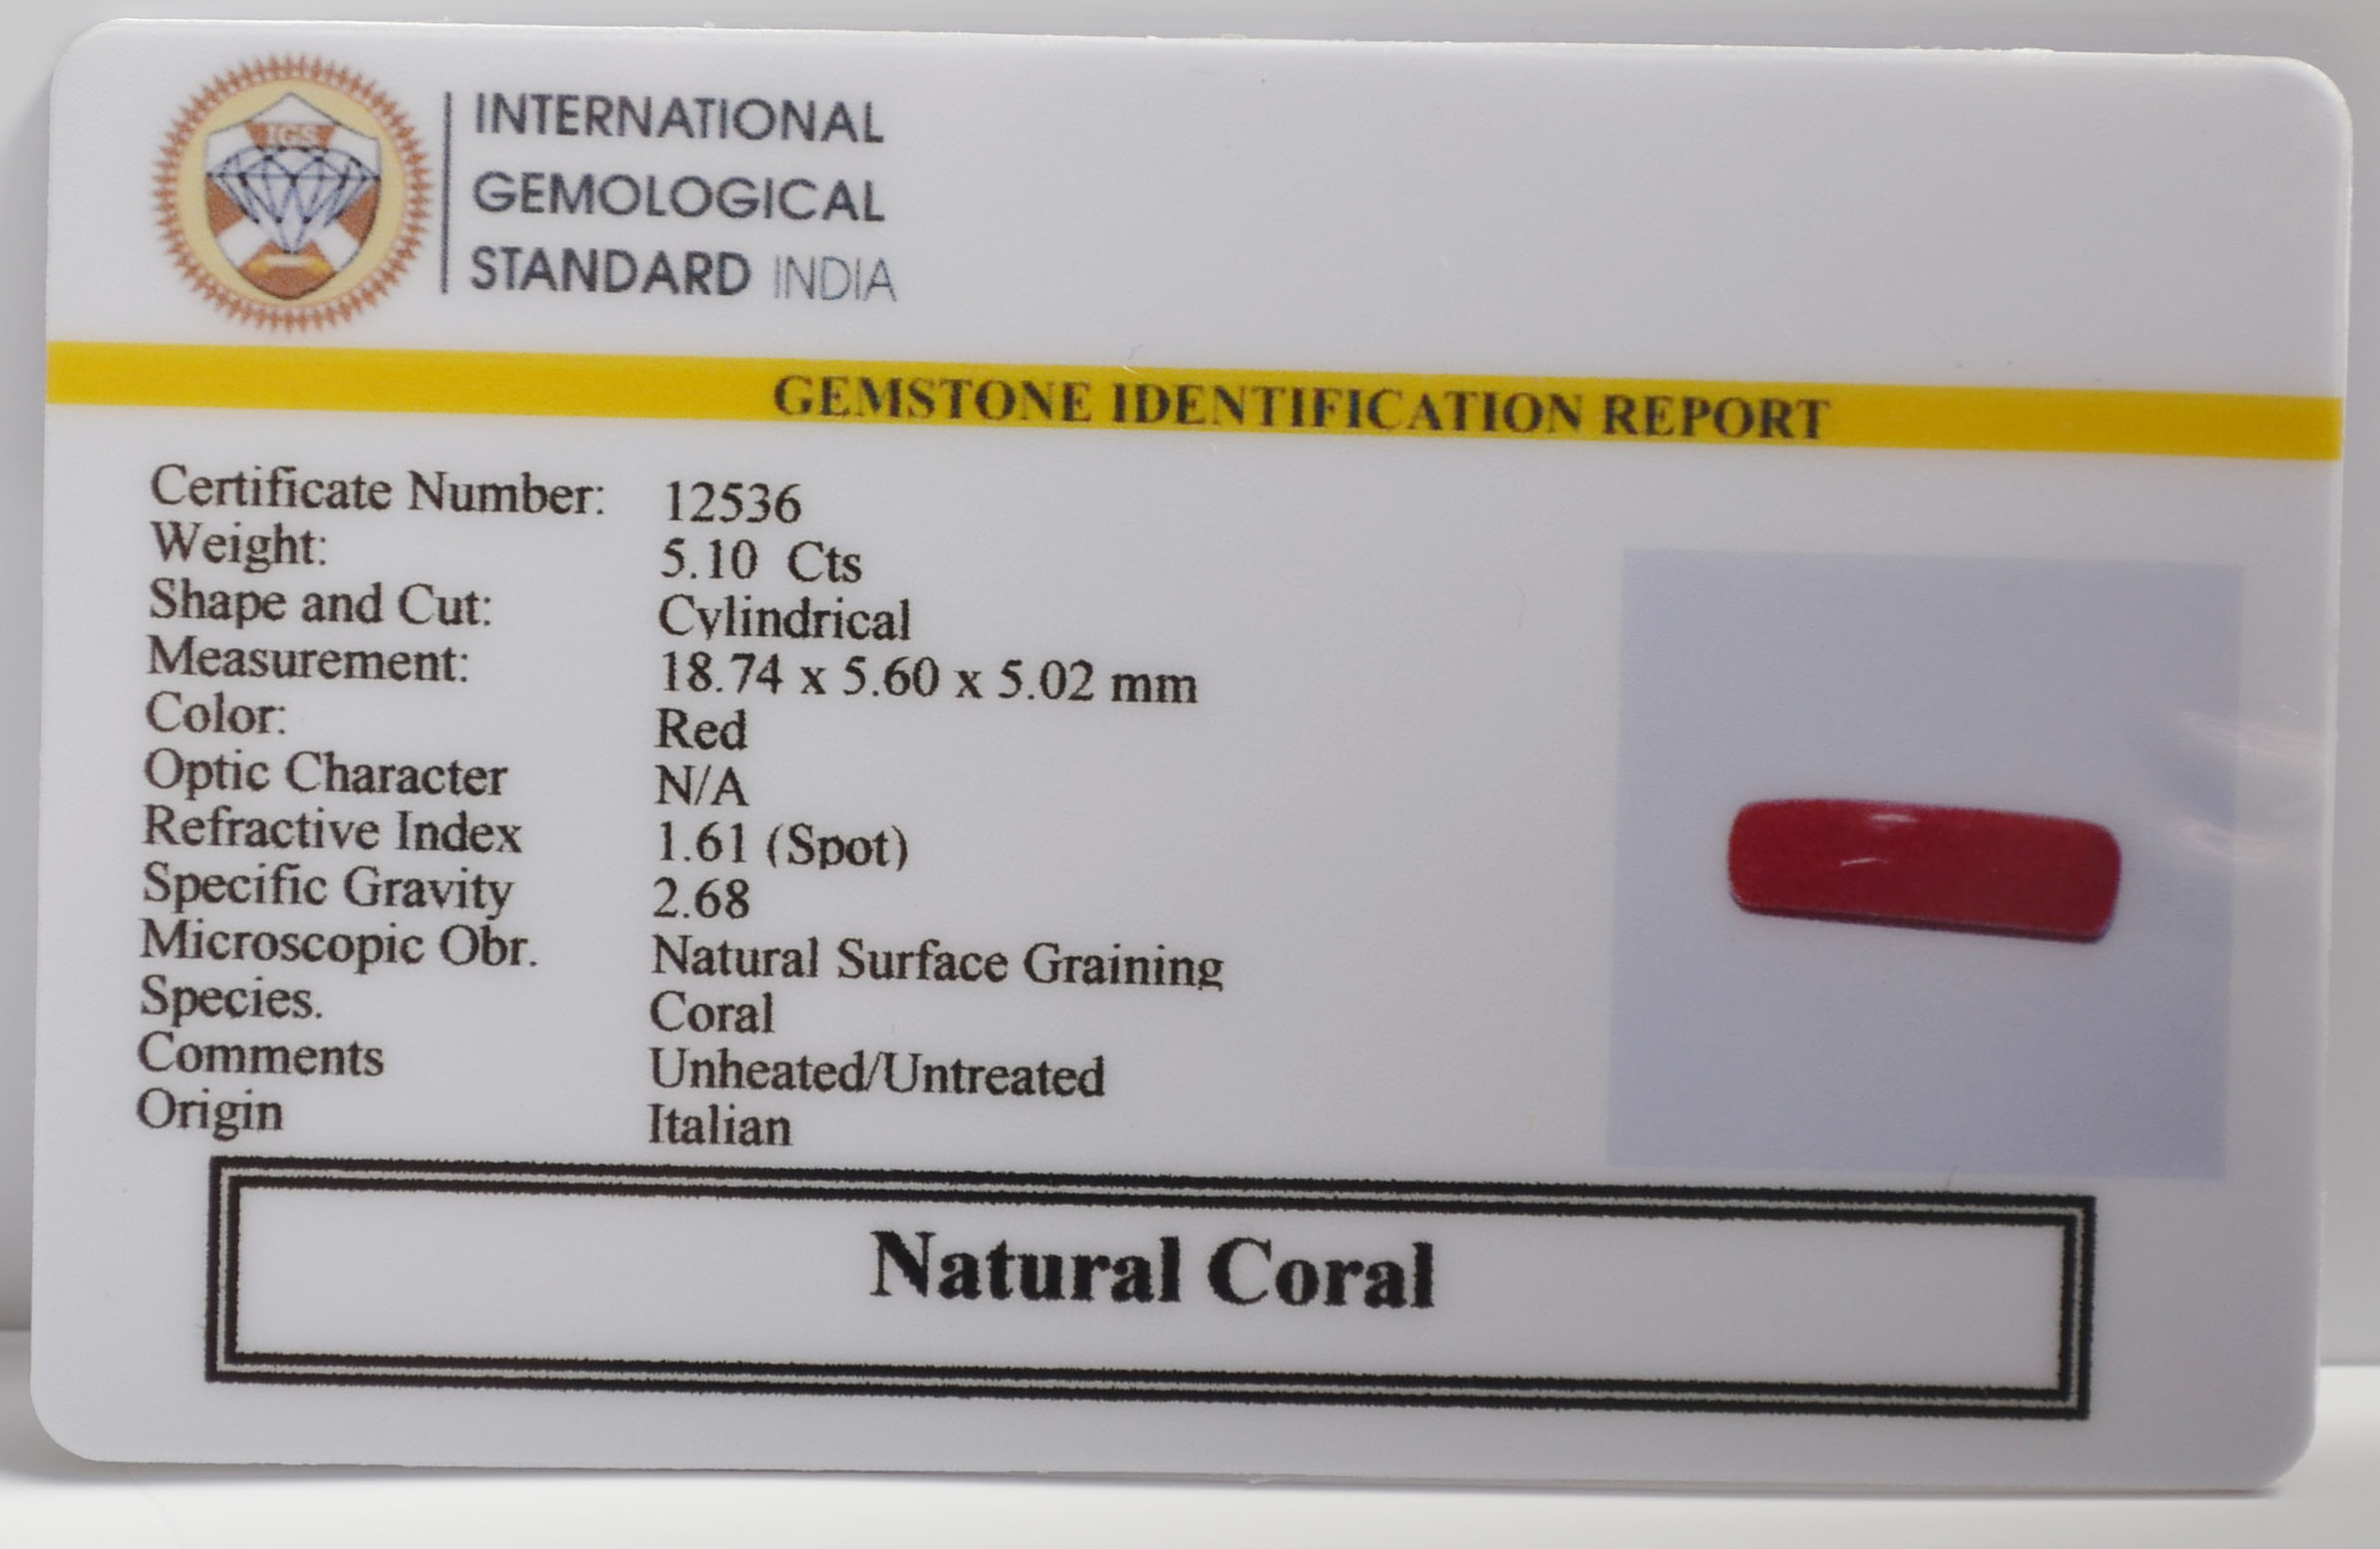 IGS
INTERNATIONAL
GEMOLOGICAL
STANDARD INDIA
GEMSTONE IDENTIFICATION REPORT
Certificate Number: 12536
Weight: 5.10 Cts
Shape and Cut: Cylindrical
Measurement: 18.74 x 5.60 x 5.02 mm
Color: Red
Optic Character N/A
Refractive Index 1.61 (Spot)
Specific Gravity 2.68
Microscopic Obr. Natural Surface Graining
Species. Coral
Comments Unheated/Untreated
Origin Italian
Natural Coral